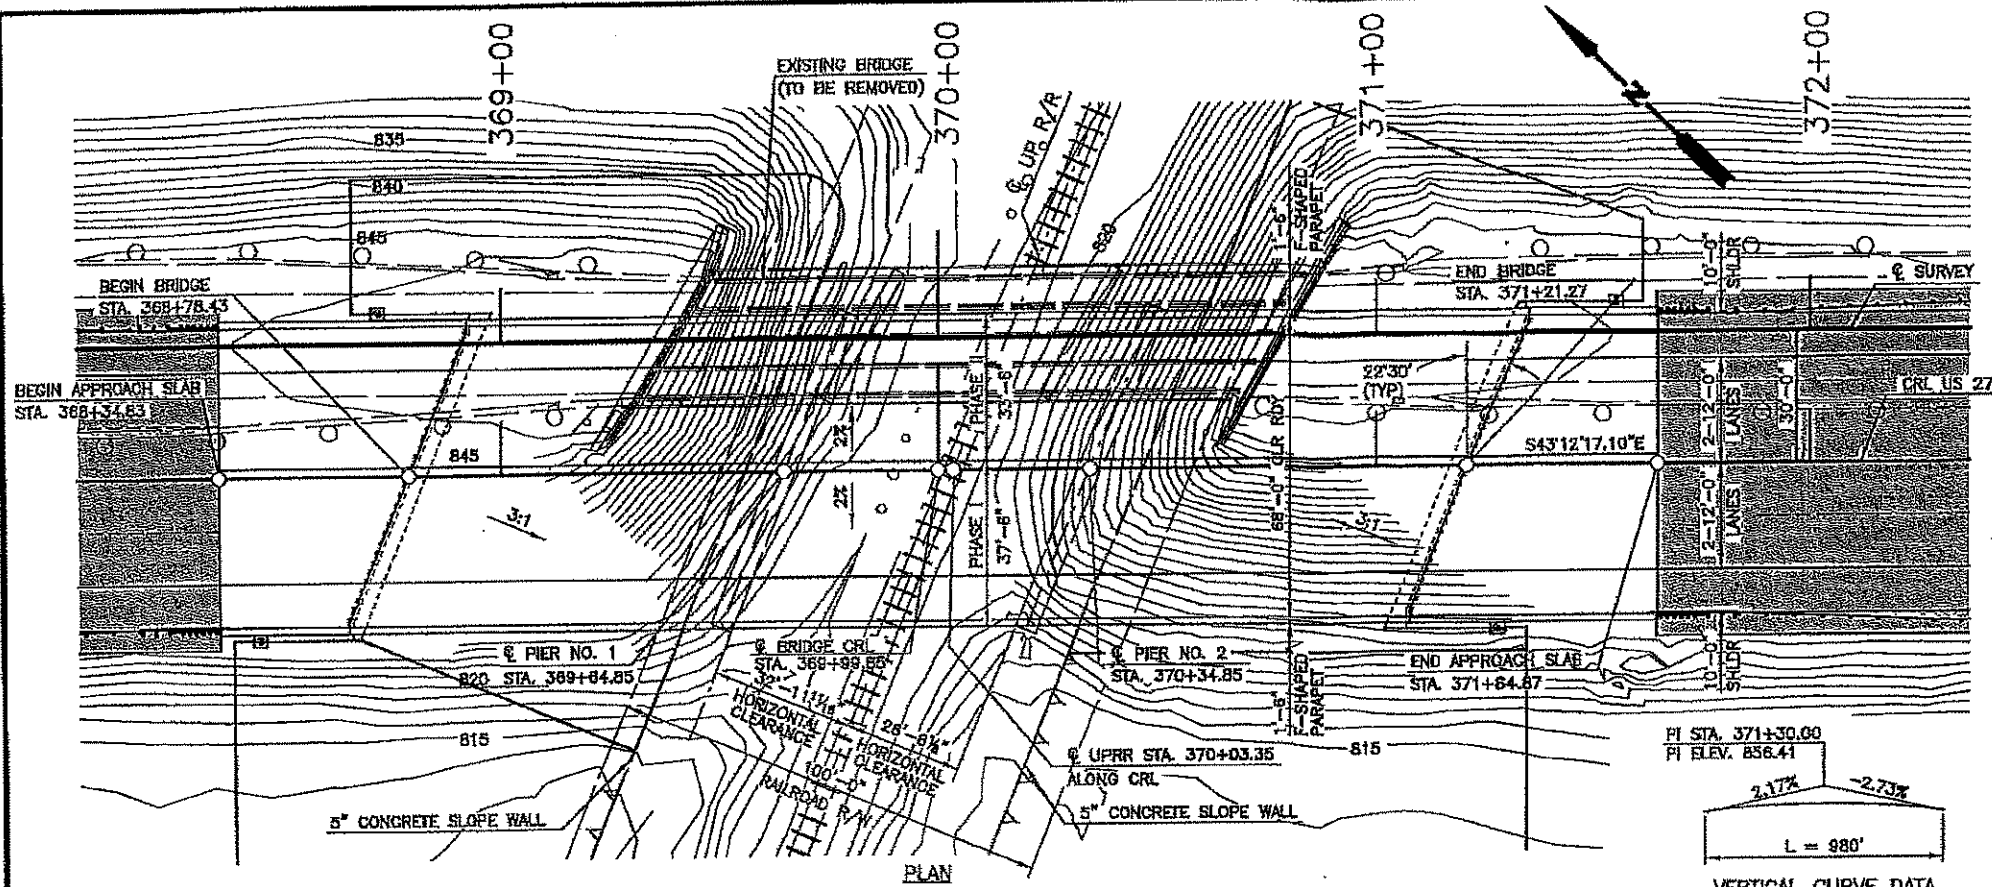 369+00
370+00
371+00
372+00
EXISTING BRIDGE
(TO BE REMOVED)
℄ UP R/R
N
835
840
845
820
1'-6"
F-SHAPED
PARAPET
10'-0"
SHLDR
℄ SURVEY
BEGIN BRIDGE
STA. 368+78.43
END BRIDGE
STA. 371+21.27
BEGIN APPROACH SLAB
STA. 368+34.83
22°30'
(TYP)
CRL US 27
2-12'-0"
LANES
30'-0"
PHASE II
2%
845
S43°12'17.10"E
3:1
2%
PHASE I
37'-6"
68'-0" CLR RDY
3:1
2-12'-0"
LANES
℄ PIER NO. 1
STA. 369+64.85
820
℄ BRIDGE CRL
STA. 369+99.85
℄ PIER NO. 2
STA. 370+34.85
END APPROACH SLAB
STA. 371+64.87
10'-0"
SHLDR
1'-6"
F-SHAPED
PARAPET
HORIZONTAL
CLEARANCE
HORIZONTAL
CLEARANCE
100'-0"
RAILROAD R/W
815
815
℄ UPRR STA. 370+03.35
ALONG CRL
5" CONCRETE SLOPE WALL
5" CONCRETE SLOPE WALL
PI STA. 371+30.00
PI ELEV. 856.41
2.17%
-2.73%
L = 980'
PLAN
VERTICAL CURVE DATA